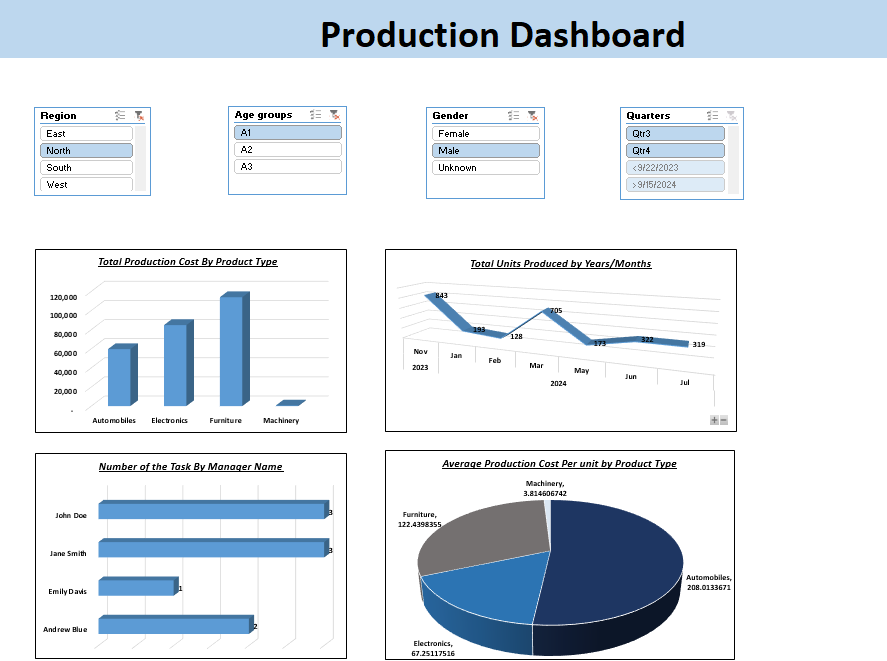 Production Dashboard
Region
East
North
South
West
Age groups
A1
A2
A3
Gender
Female
Male
Unknown
Quarters
Qtr3
Qtr4
<9/22/2023
>9/15/2024
Total Production Cost By Product Type
120,000
100,000
80,000
60,000
40,000
20,000
-
Automobiles Electronics Furniture Machinery
Total Units Produced by Years/Months
843
193
128
705
173
322
319
Nov Jan Feb Mar May Jun Jul
2023 2024
Number of the Task By Manager Name
John Doe 3
Jane Smith 3
Emily Davis 1
Andrew Blue 2
Average Production Cost Per unit by Product Type
Machinery,
3.814606742
Furniture,
122.4398355
Automobiles,
208.0133671
Electronics,
67.25117516